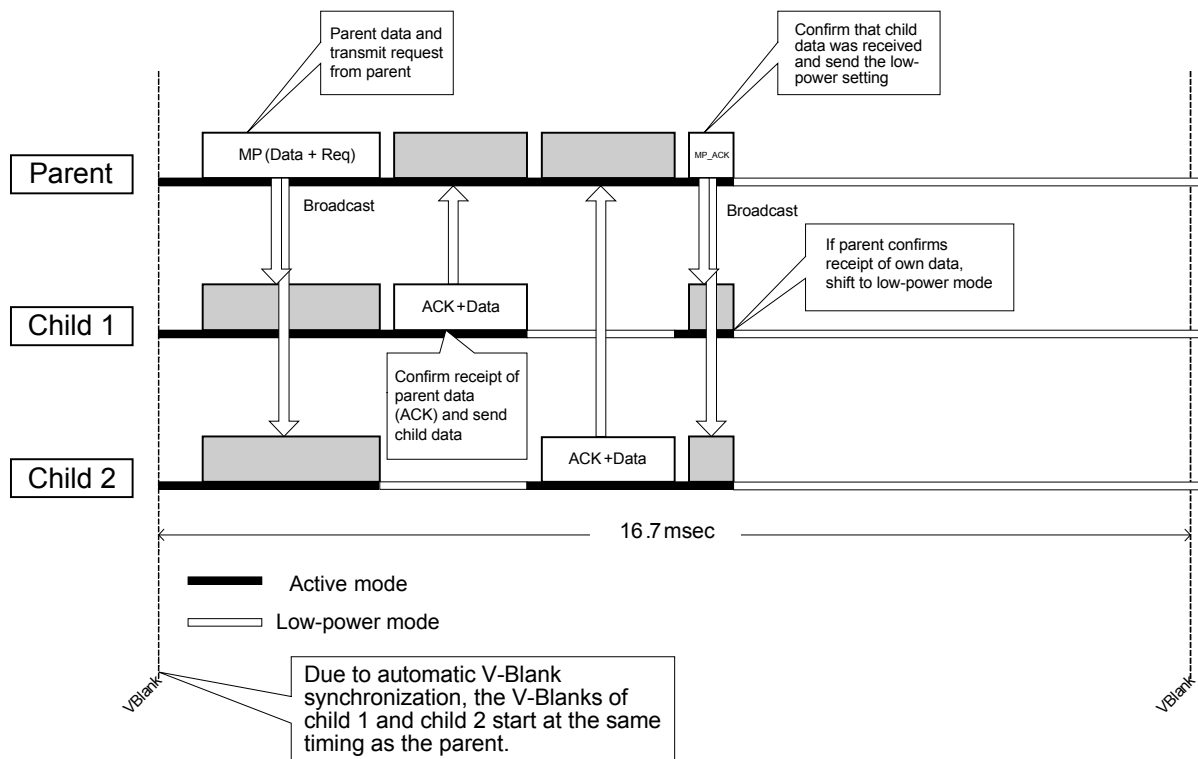 Parent data and
transmit request
from parent
Confirm that child
data was received
and send the low-
power setting
Parent
MP (Data + Req)
MP_ACK
Broadcast
Broadcast
If parent confirms
receipt of own data,
shift to low-power mode
Child 1
ACK+Data
Confirm receipt of
parent data
(ACK) and send
child data
Child 2
ACK+Data
16.7 msec
Active mode
Low-power mode
VBlank
VBlank
Due to automatic V-Blank
synchronization, the V-Blanks of
child 1 and child 2 start at the same
timing as the parent.